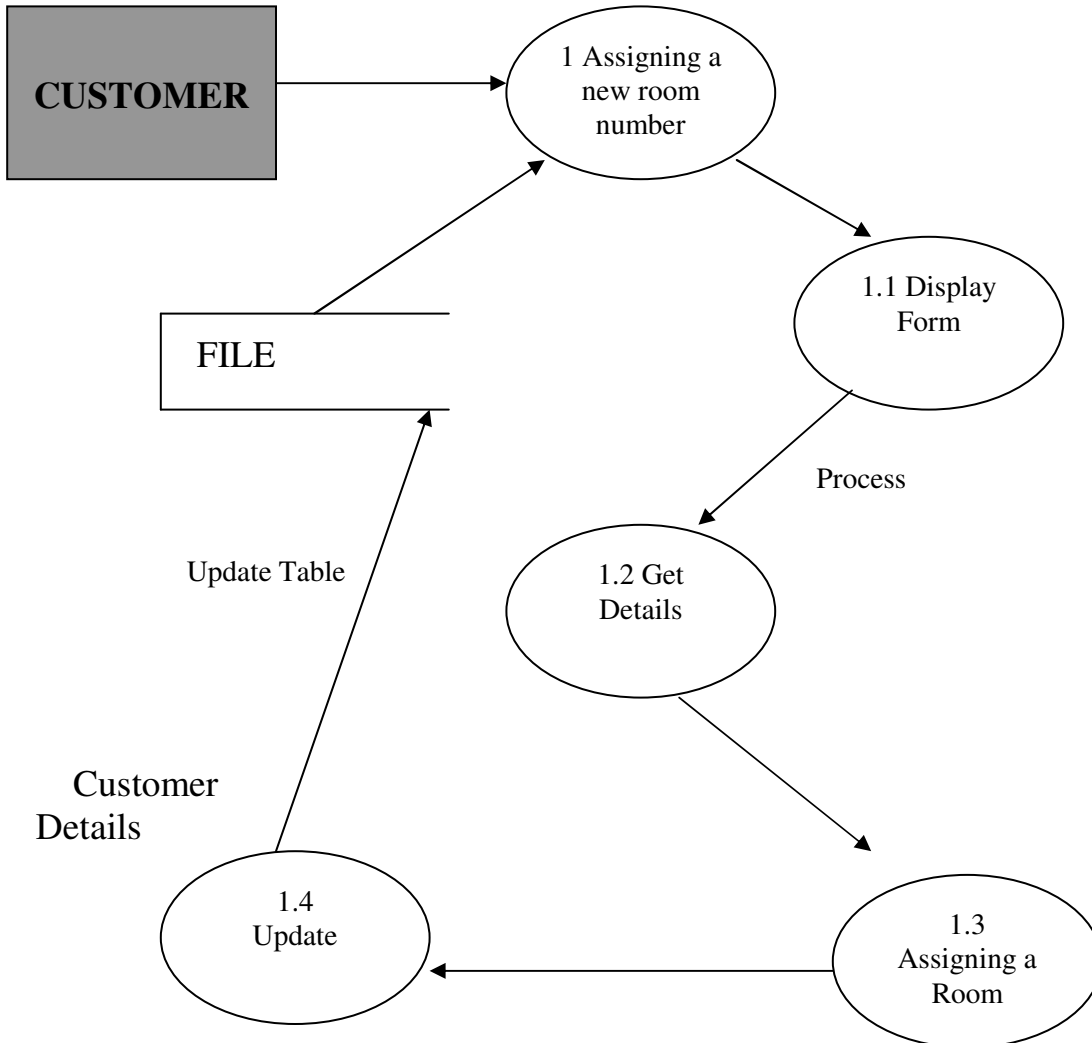 CUSTOMER
1 Assigning a
new room
number
1.1 Display
Form
FILE
Process
Update Table
1.2 Get
Details
Customer
Details
1.4
Update
1.3
Assigning a
Room